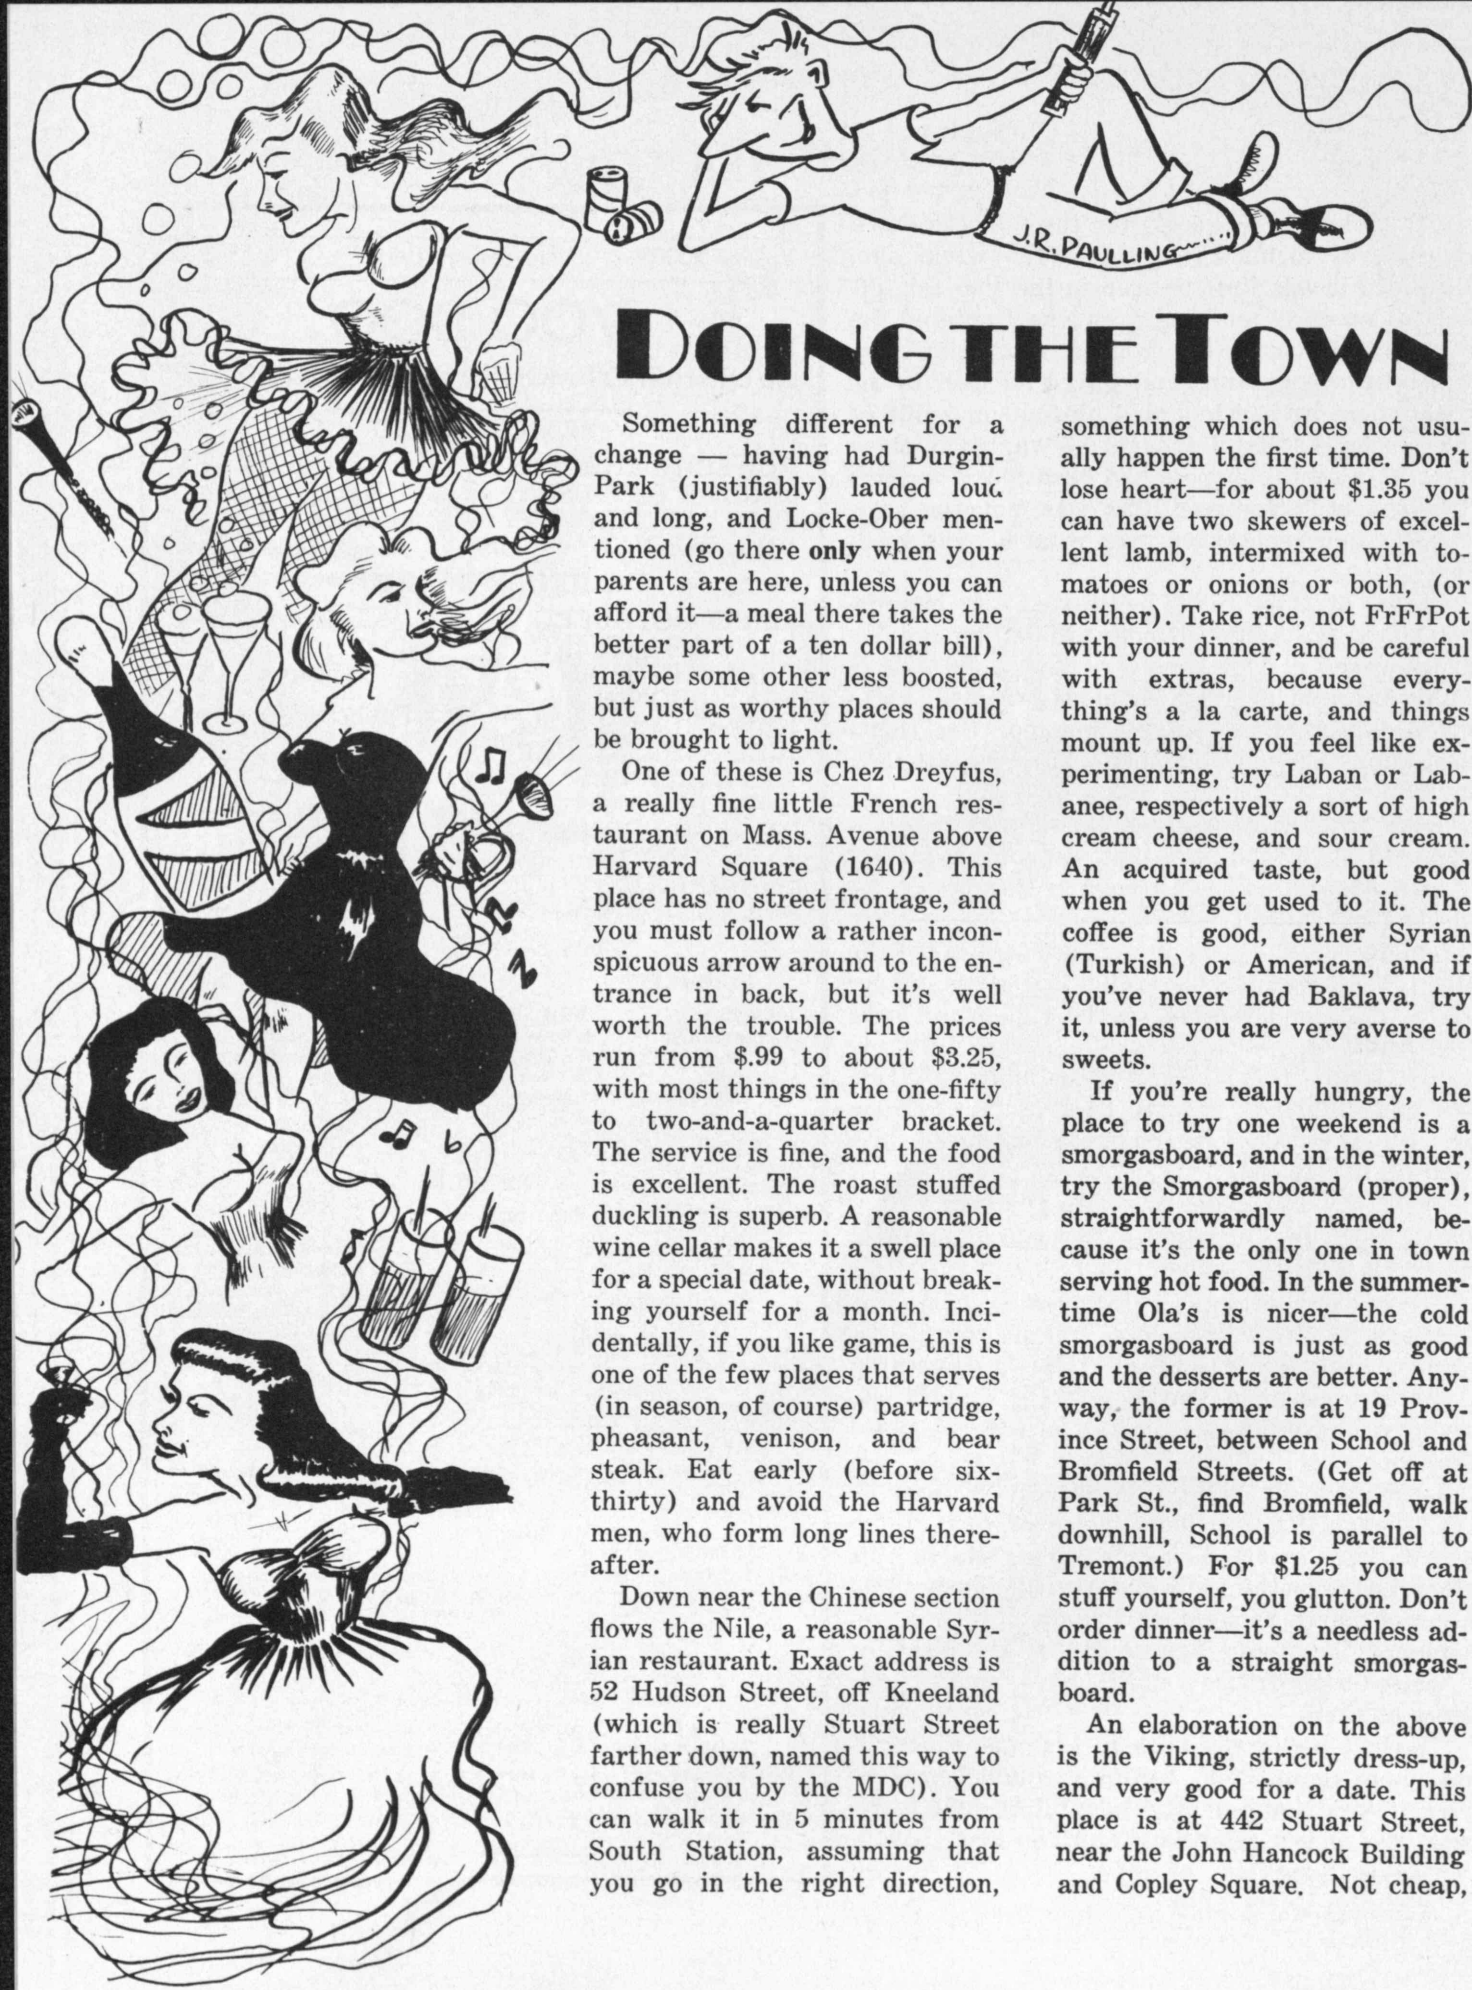 J.R. PAULLING
DOING THE TOWN
Something different for a
change — having had Durgin-
Park (justifiably) lauded loud
and long, and Locke-Ober men-
tioned (go there only when your
parents are here, unless you can
afford it—a meal there takes the
better part of a ten dollar bill),
maybe some other less boosted,
but just as worthy places should
be brought to light.
One of these is Chez Dreyfus,
a really fine little French res-
taurant on Mass. Avenue above
Harvard Square (1640). This
place has no street frontage, and
you must follow a rather incon-
spicuous arrow around to the en-
trance in back, but it's well
worth the trouble. The prices
run from $.99 to about $3.25,
with most things in the one-fifty
to two-and-a-quarter bracket.
The service is fine, and the food
is excellent. The roast stuffed
duckling is superb. A reasonable
wine cellar makes it a swell place
for a special date, without break-
ing yourself for a month. Inci-
dentally, if you like game, this is
one of the few places that serves
(in season, of course) partridge,
pheasant, venison, and bear
steak. Eat early (before six-
thirty) and avoid the Harvard
men, who form long lines there-
after.
Down near the Chinese section
flows the Nile, a reasonable Syr-
ian restaurant. Exact address is
52 Hudson Street, off Kneeland
(which is really Stuart Street
farther down, named this way to
confuse you by the MDC). You
can walk it in 5 minutes from
South Station, assuming that
you go in the right direction,
something which does not usu-
ally happen the first time. Don't
lose heart—for about $1.35 you
can have two skewers of excel-
lent lamb, intermixed with to-
matoes or onions or both, (or
neither). Take rice, not FrFrPot
with your dinner, and be careful
with extras, because every-
thing's a la carte, and things
mount up. If you feel like ex-
perimenting, try Laban or Lab-
anee, respectively a sort of high
cream cheese, and sour cream.
An acquired taste, but good
when you get used to it. The
coffee is good, either Syrian
(Turkish) or American, and if
you've never had Baklava, try
it, unless you are very averse to
sweets.
If you're really hungry, the
place to try one weekend is a
smorgasboard, and in the winter,
try the Smorgasboard (proper),
straightforwardly named, be-
cause it's the only one in town
serving hot food. In the summer-
time Ola's is nicer—the cold
smorgasboard is just as good
and the desserts are better. Any-
way, the former is at 19 Prov-
ince Street, between School and
Bromfield Streets. (Get off at
Park St., find Bromfield, walk
downhill, School is parallel to
Tremont.) For $1.25 you can
stuff yourself, you glutton. Don't
order dinner—it's a needless ad-
dition to a straight smorgas-
board.
An elaboration on the above
is the Viking, strictly dress-up,
and very good for a date. This
place is at 442 Stuart Street,
near the John Hancock Building
and Copley Square. Not cheap,